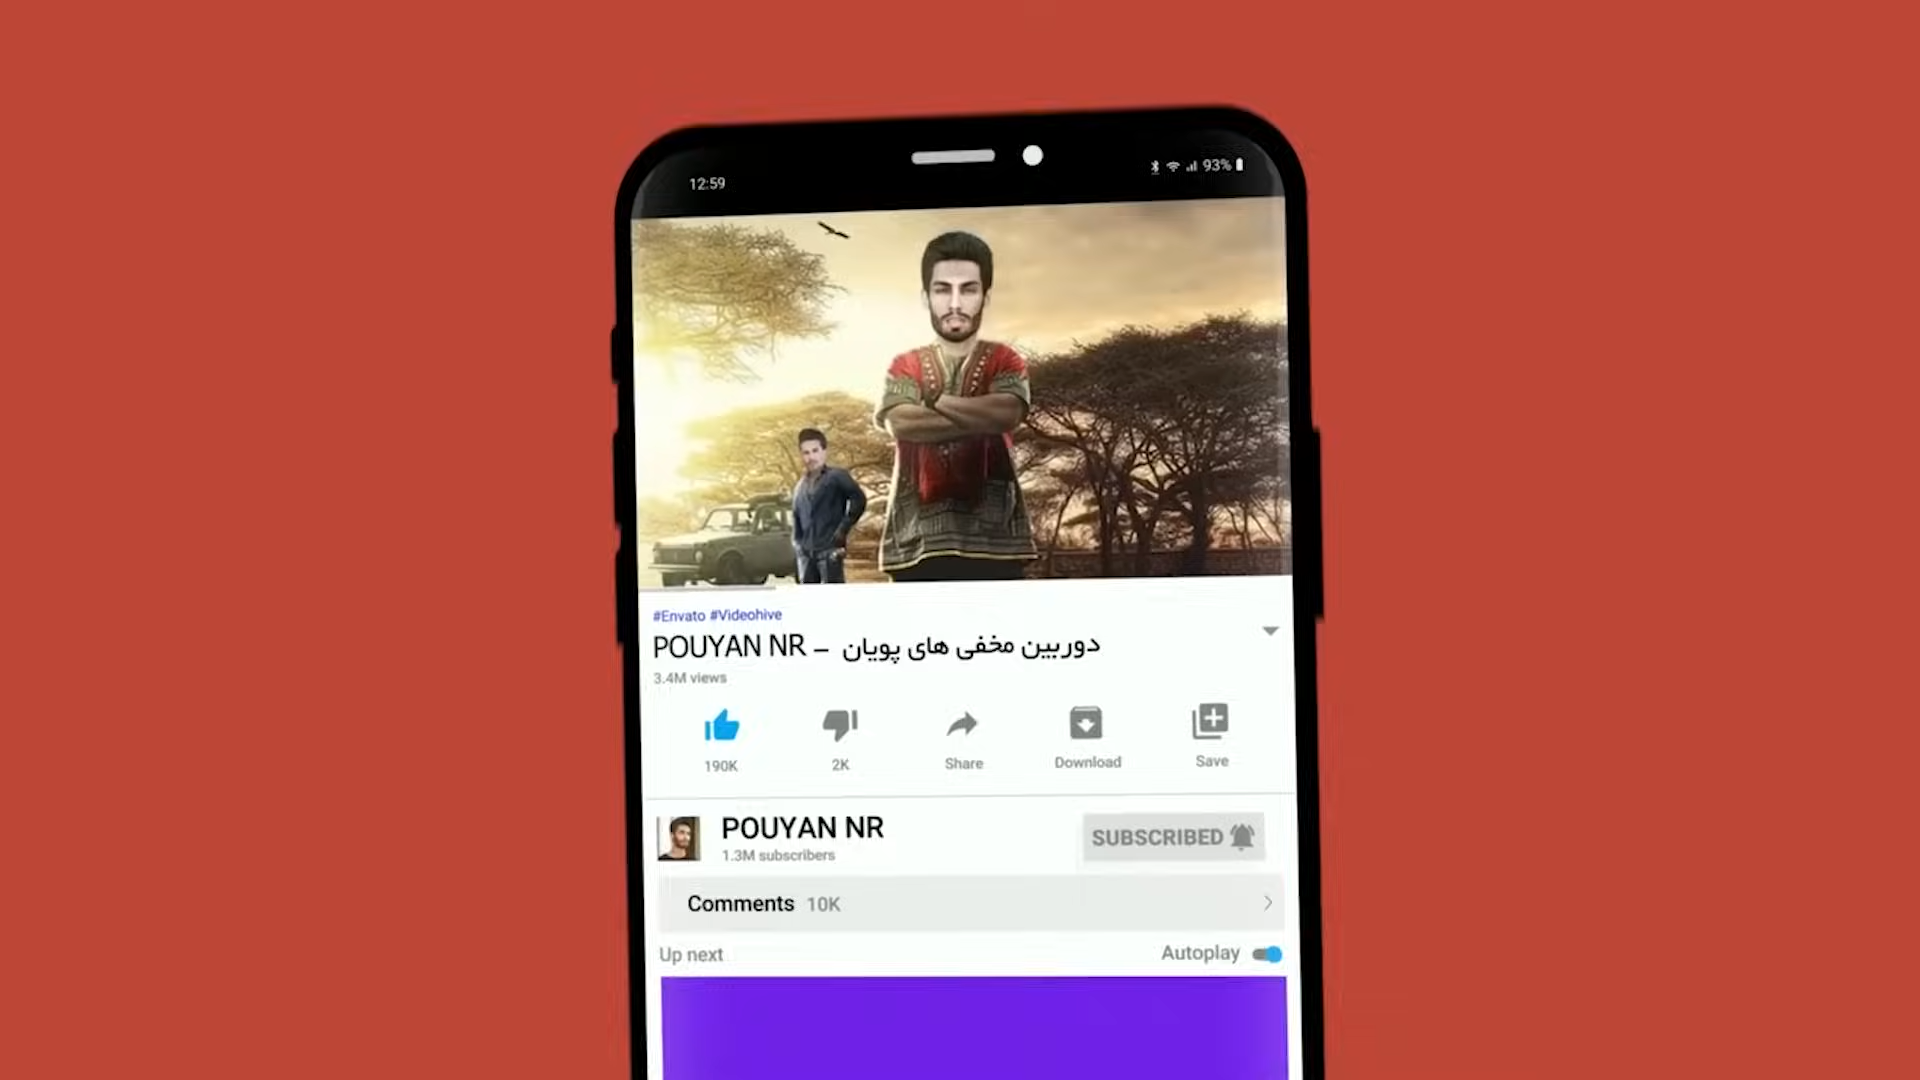 12:59
93%
#Envato #Videohive
POUYAN NR – دوربین مخفی های پویان
3.4M views
190K
2K
Share
Download
Save
POUYAN NR
1.3M subscribers
SUBSCRIBED
Comments 10K
Up next
Autoplay